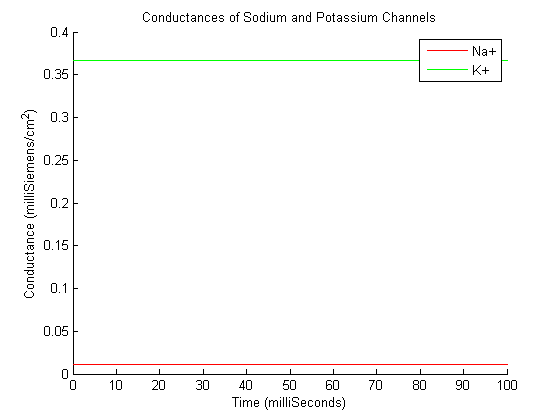 Conductances of Sodium and Potassium Channels
Na+
K+
0.4
0.35
0.3
0.25
0.2
0.15
0.1
0.05
0
Conductance (milliSiemens/cm²)
0 10 20 30 40 50 60 70 80 90 100
Time (milliSeconds)